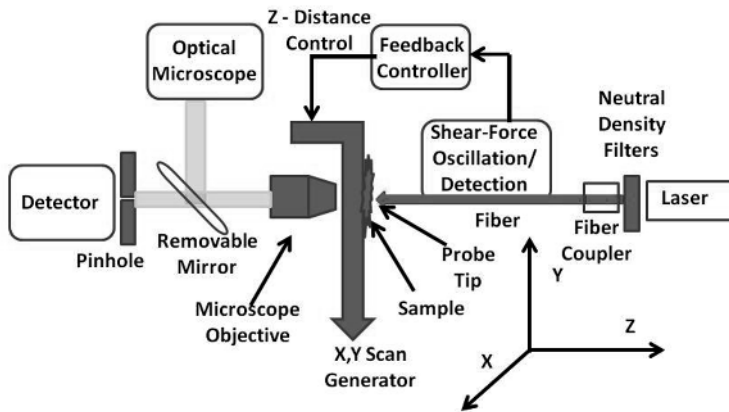 Z - Distance
Control
Optical
Microscope
Feedback
Controller
Neutral
Density
Filters
Shear-Force
Oscillation/
Detection
Detector
Laser
Fiber
Pinhole
Removable
Mirror
Fiber
Coupler
Probe
Tip
Sample
Microscope
Objective
X,Y Scan
Generator
Y
Z
X